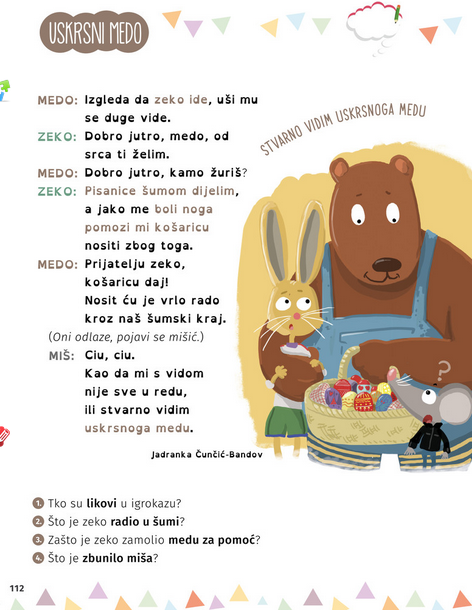 USKRSNI MEDO
MEDO: Izgleda da zeko ide, uši mu
se duge vide.
ZEKO: Dobro jutro, medo, od
srca ti želim.
MEDO: Dobro jutro, kamo žuriš?
ZEKO: Pisanice šumom dijelim,
a jako me boli noga
pomozi mi košaricu
nositi zbog toga.
MEDO: Prijatelju zeko,
košaricu daj!
Nosit ću je vrlo rado
kroz naš šumski kraj.
(Oni odlaze, pojavi se mišić.)
MIŠ: Ciu, ciu.
Kao da mi s vidom
nije sve u redu,
ili stvarno vidim
uskrsnoga medu.
Jadranka Čunčić-Bandov
STVARNO VIDIM USKRSNOGA MEDU
?
1. Tko su likovi u igrokazu?
2. Što je zeko radio u šumi?
3. Zašto je zeko zamolio medu za pomoć?
4. Što je zbunilo miša?
112